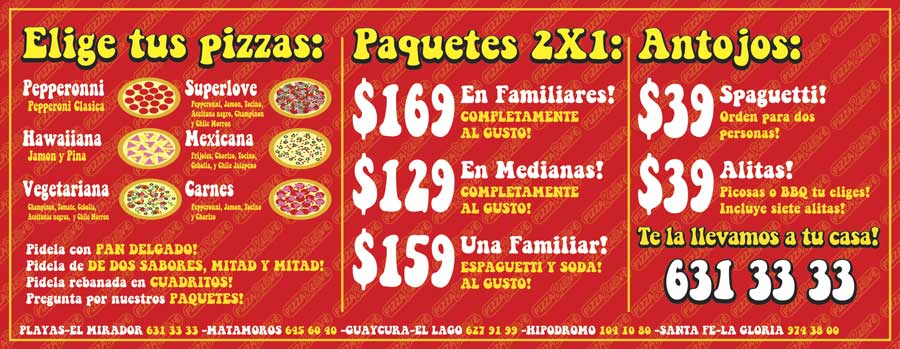 Elige tus pizzas:
Pepperonni
Pepperoni Clasica
Superlove
Pepperonni, Jamon, Tocino,
Aceituna negra, Champinon
y Chile Morron
Hawaiiana
Jamon y Pina
Mexicana
Frijoles, Chorizo, Tocino,
Cebolla, y Chile Jalapeno
Vegetariana
Champinon, Tomate, Cebolla,
Aceitunas negras, y Chile Morron
Carnes
Pepperonni, Jamon, Tocino
y Chorizo
Pidela con PAN DELGADO!
Pidela de DE DOS SABORES, MITAD Y MITAD!
Pidela rebanada en CUADRITOS!
Pregunta por nuestros PAQUETES!
Paquetes 2X1:
$169 En Familiares!
COMPLETAMENTE
AL GUSTO!
$129 En Medianas!
COMPLETAMENTE
AL GUSTO!
$159 Una Familiar!
ESPAGUETTI Y SODA!
AL GUSTO!
Antojos:
$39 Spaguetti!
Orden para dos
personas!
$39 Alitas!
Picosas o BBQ tu eliges!
Incluye siete alitas!
Te la llevamos a tu casa!
631 33 33
PLAYAS-EL MIRADOR 631 33 33 -MATAMOROS 645 60 40 -GUAYCURA-EL LAGO 627 91 99 -HIPODROMO 104 10 80 -SANTA FE-LA GLORIA 974 38 00